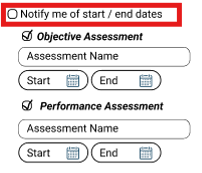 Notify me of start / end dates
Objective Assessment
Assessment Name
Start End
Performance Assessment
Assessment Name
Start End